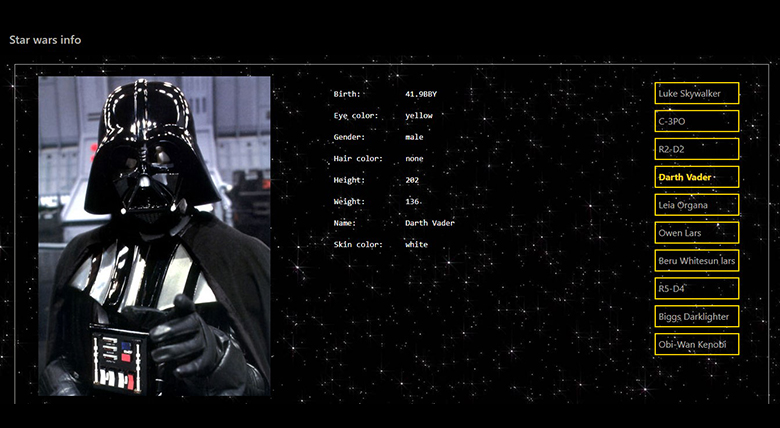 Star wars info
Birth: 41.9BBY
Eye color: yellow
Gender: male
Hair color: none
Height: 202
Weight: 136
Name: Darth Vader
Skin color: white
Luke Skywalker
C-3PO
R2-D2
Darth Vader
Leia Organa
Owen Lars
Beru Whitesun lars
R5-D4
Biggs Darklighter
Obi-Wan Kenobi